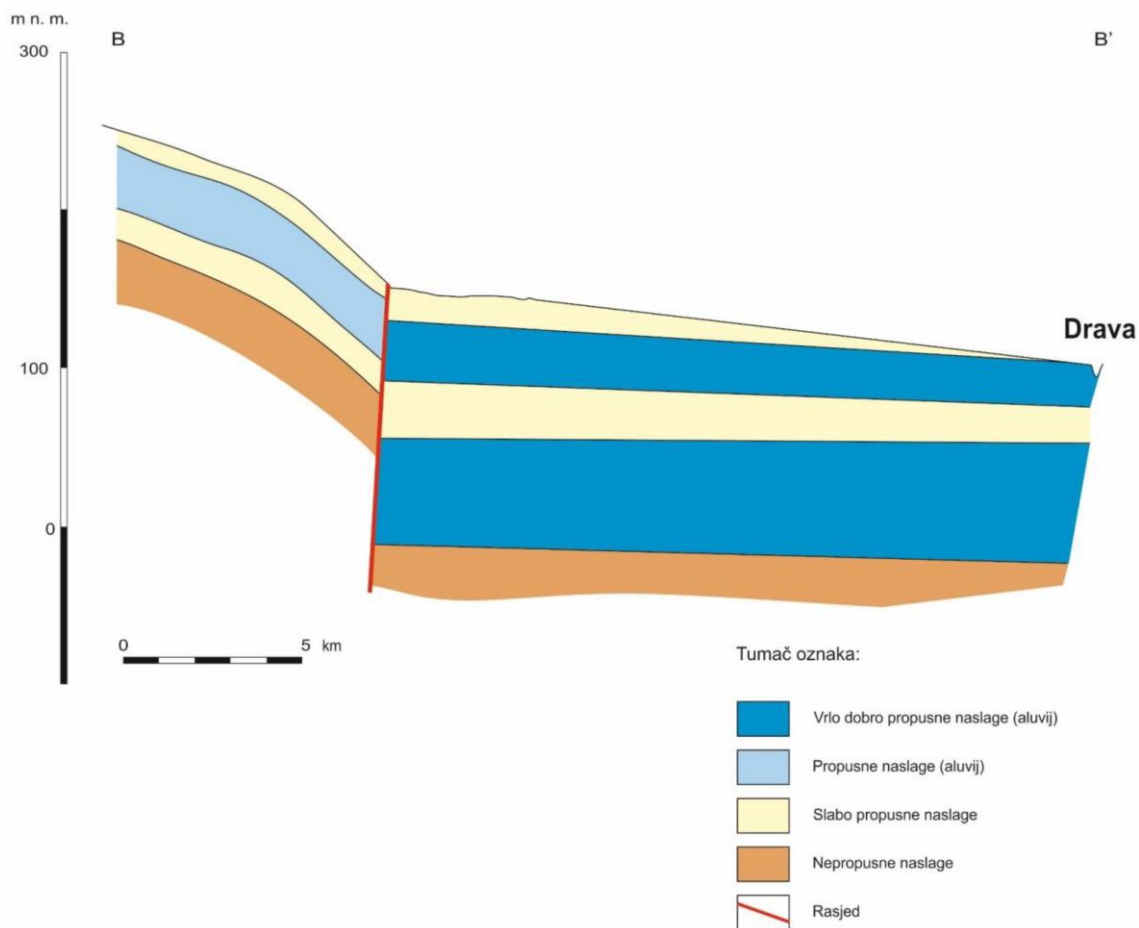 m n. m.
B
B'
300
Drava
100
0
0 5 km
Tumač oznaka:
Vrlo dobro propusne naslage (aluvij)
Propusne naslage (aluvij)
Slabo propusne naslage
Nepropusne naslage
Rasjed